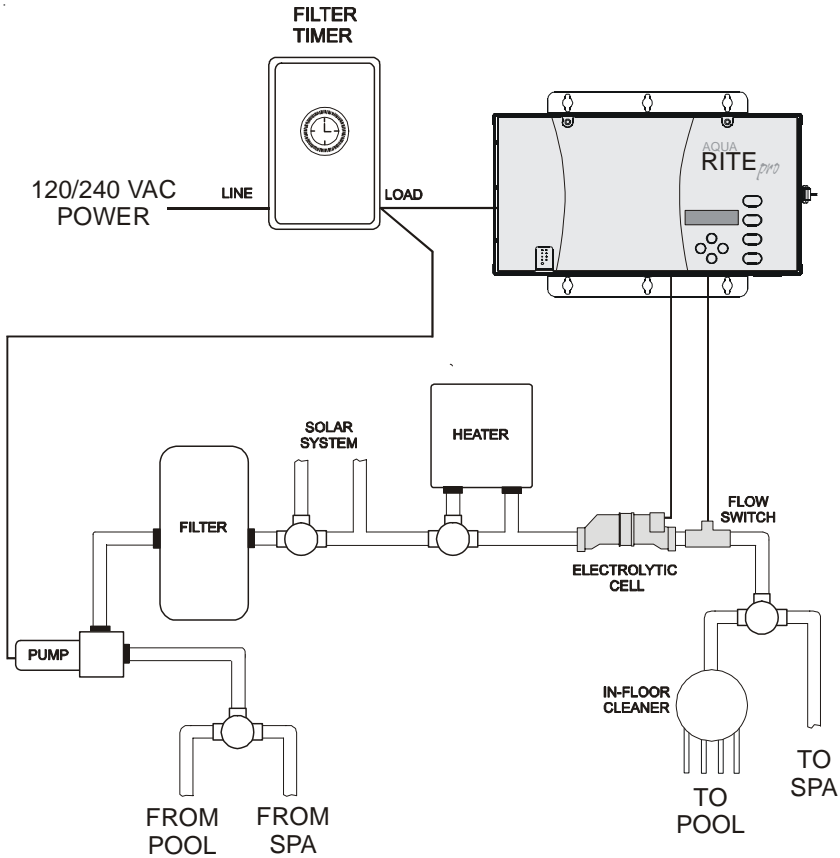 FILTER
TIMER
120/240 VAC
POWER
LINE
LOAD
AQUA
RITE pro
SOLAR
SYSTEM
HEATER
FILTER
FLOW
SWITCH
ELECTROLYTIC
CELL
PUMP
IN-FLOOR
CLEANER
FROM
POOL
FROM
SPA
TO
POOL
TO
SPA